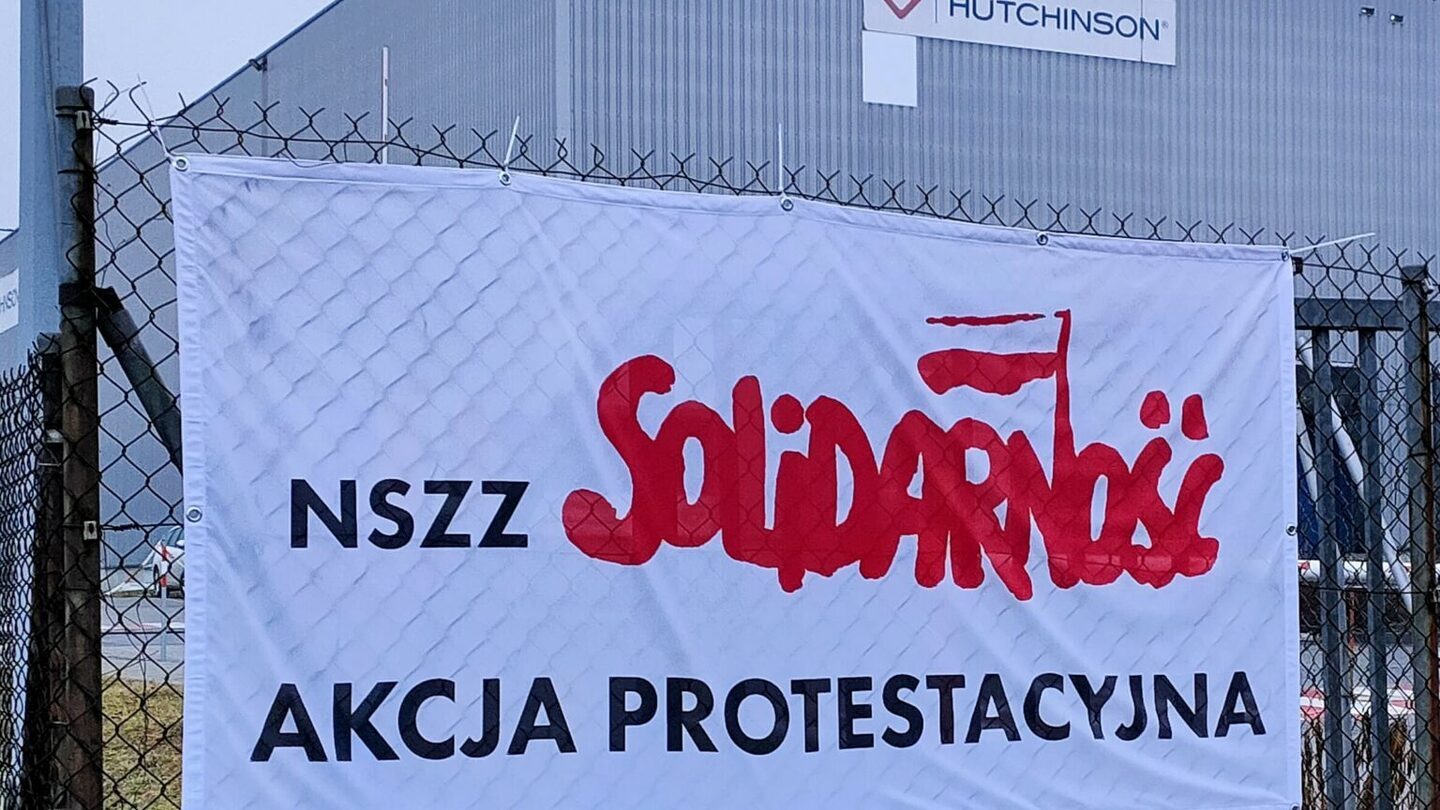 HUTCHINSON®
NSZZ SOLiDARNOŚĆ
AKCJA PROTESTACYJNA